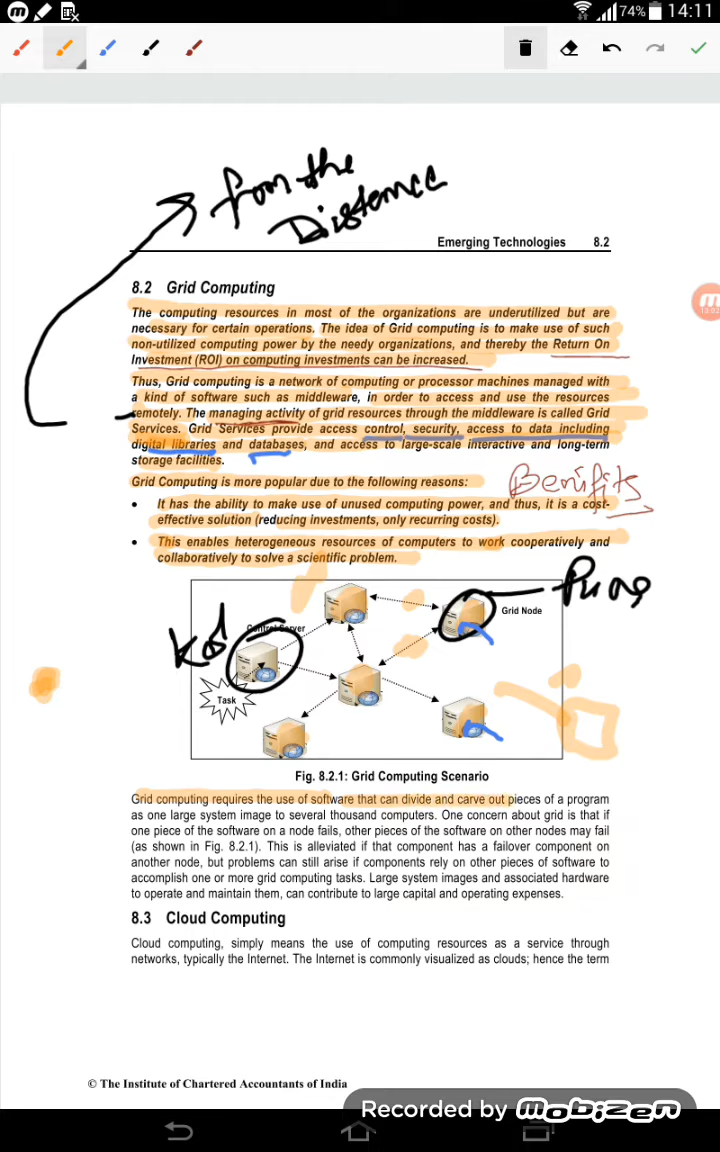 74% 14:11
from the
Distance
Emerging Technologies 8.2
8.2 Grid Computing
The computing resources in most of the organizations are underutilized but are
necessary for certain operations. The idea of Grid computing is to make use of such
non-utilized computing power by the needy organizations, and thereby the Return On
Investment (ROI) on computing investments can be increased.
Thus, Grid computing is a network of computing or processor machines managed with
a kind of software such as middleware, in order to access and use the resources
remotely. The managing activity of grid resources through the middleware is called Grid
Services. Grid Services provide access control, security, access to data including
digital libraries and databases, and access to large-scale interactive and long-term
storage facilities.
Grid Computing is more popular due to the following reasons:
Benifits
• It has the ability to make use of unused computing power, and thus, it is a cost-
effective solution (reducing investments, only recurring costs).
• This enables heterogeneous resources of computers to work cooperatively and
collaboratively to solve a scientific problem.
Grid Node
Control Server
Task
Fig. 8.2.1: Grid Computing Scenario
Grid computing requires the use of software that can divide and carve out pieces of a program
as one large system image to several thousand computers. One concern about grid is that if
one piece of the software on a node fails, other pieces of the software on other nodes may fail
(as shown in Fig. 8.2.1). This is alleviated if that component has a failover component on
another node, but problems can still arise if components rely on other pieces of software to
accomplish one or more grid computing tasks. Large system images and associated hardware
to operate and maintain them, can contribute to large capital and operating expenses.
8.3 Cloud Computing
Cloud computing, simply means the use of computing resources as a service through
networks, typically the Internet. The Internet is commonly visualized as clouds; hence the term
© The Institute of Chartered Accountants of India
Recorded by mobizen